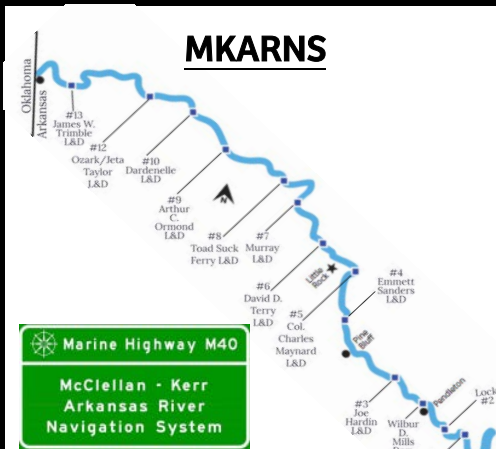 MKARNS
Oklahoma
Arkansas
#13
James W.
Trimble
L&D
#12
Ozark/Jeta
Taylor
L&D
#10
Dardenelle
L&D
#9
Arthur
C.
Ormond
L&D
N
#8
Toad Suck
Ferry L&D
#7
Murray
L&D
Little
Rock
#6
David D.
Terry
L&D
#5
Col.
Charles
Maynard
L&D
#4
Emmett
Sanders
L&D
Pine
Bluff
#3
Joe
Hardin
L&D
Pendleton
Wilbur
D.
Mills
Lock
#2
Marine Highway M40
McClellan - Kerr
Arkansas River
Navigation System